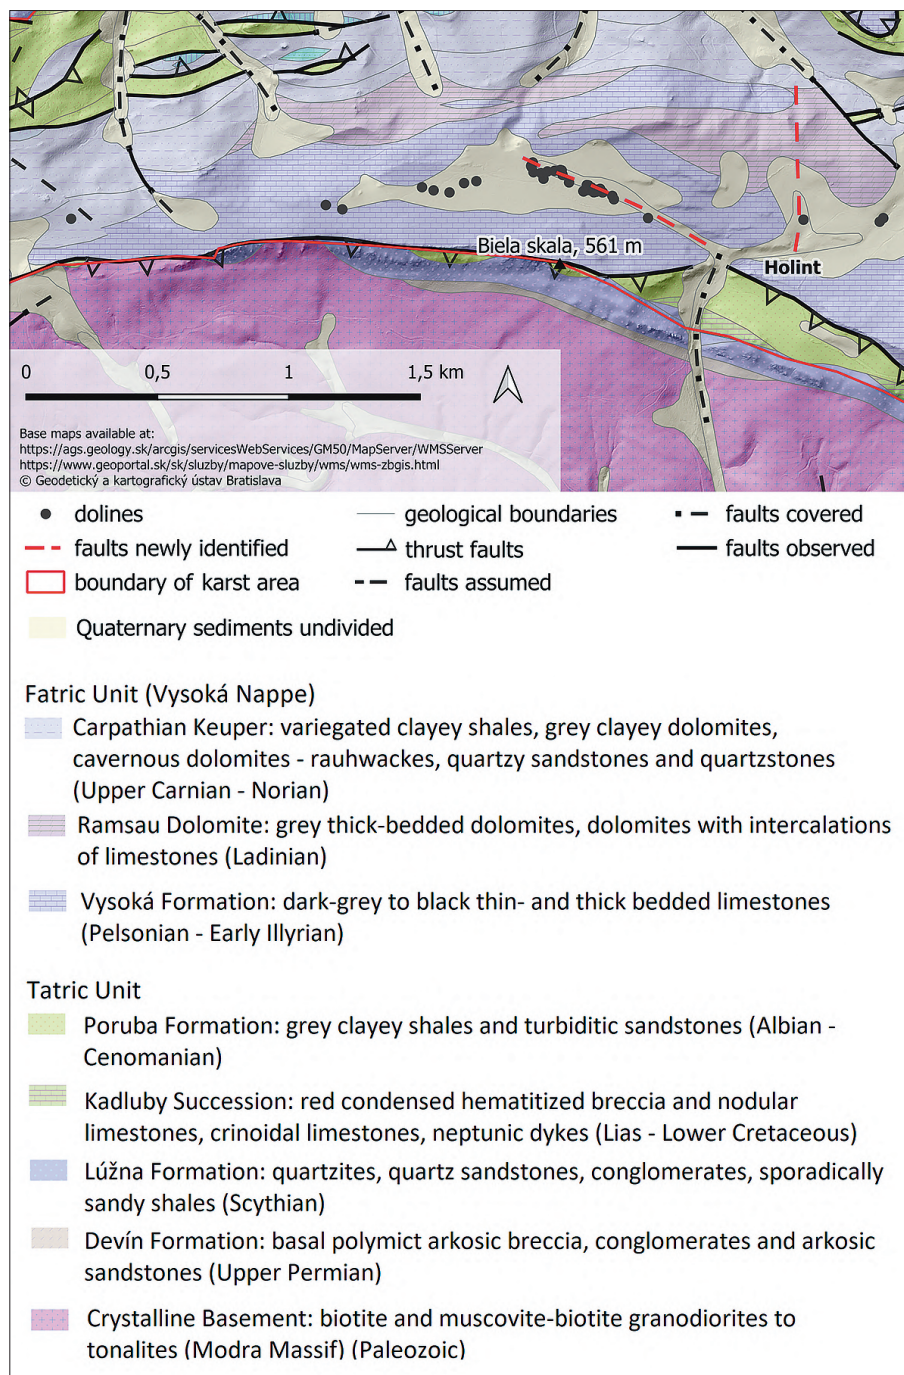 Biela skala, 561 m
Holint
0 0,5 1 1,5 km
Base maps available at:
https://ags.geology.sk/arcgis/servicesWebServices/GM50/MapServer/WMSServer
https://www.geoportal.sk/sk/sluzby/mapove-sluzby/wms/wms-zbgis.html
© Geodetický a kartografický ústav Bratislava
dolines
geological boundaries
faults covered
faults newly identified
thrust faults
faults observed
boundary of karst area
faults assumed
Quaternary sediments undivided
Fatric Unit (Vysoká Nappe)
Carpathian Keuper: variegated clayey shales, grey clayey dolomites,
cavernous dolomites - rauhwackes, quartzy sandstones and quartzstones
(Upper Carnian - Norian)
Ramsau Dolomite: grey thick-bedded dolomites, dolomites with intercalations
of limestones (Ladinian)
Vysoká Formation: dark-grey to black thin- and thick bedded limestones
(Pelsonian - Early Illyrian)
Tatric Unit
Poruba Formation: grey clayey shales and turbiditic sandstones (Albian -
Cenomanian)
Kadluby Succession: red condensed hematitized breccia and nodular
limestones, crinoidal limestones, neptunic dykes (Lias - Lower Cretaceous)
Lúžna Formation: quartzites, quartz sandstones, conglomerates, sporadically
sandy shales (Scythian)
Devín Formation: basal polymict arkosic breccia, conglomerates and arkosic
sandstones (Upper Permian)
Crystalline Basement: biotite and muscovite-biotite granodiorites to
tonalites (Modra Massif) (Paleozoic)